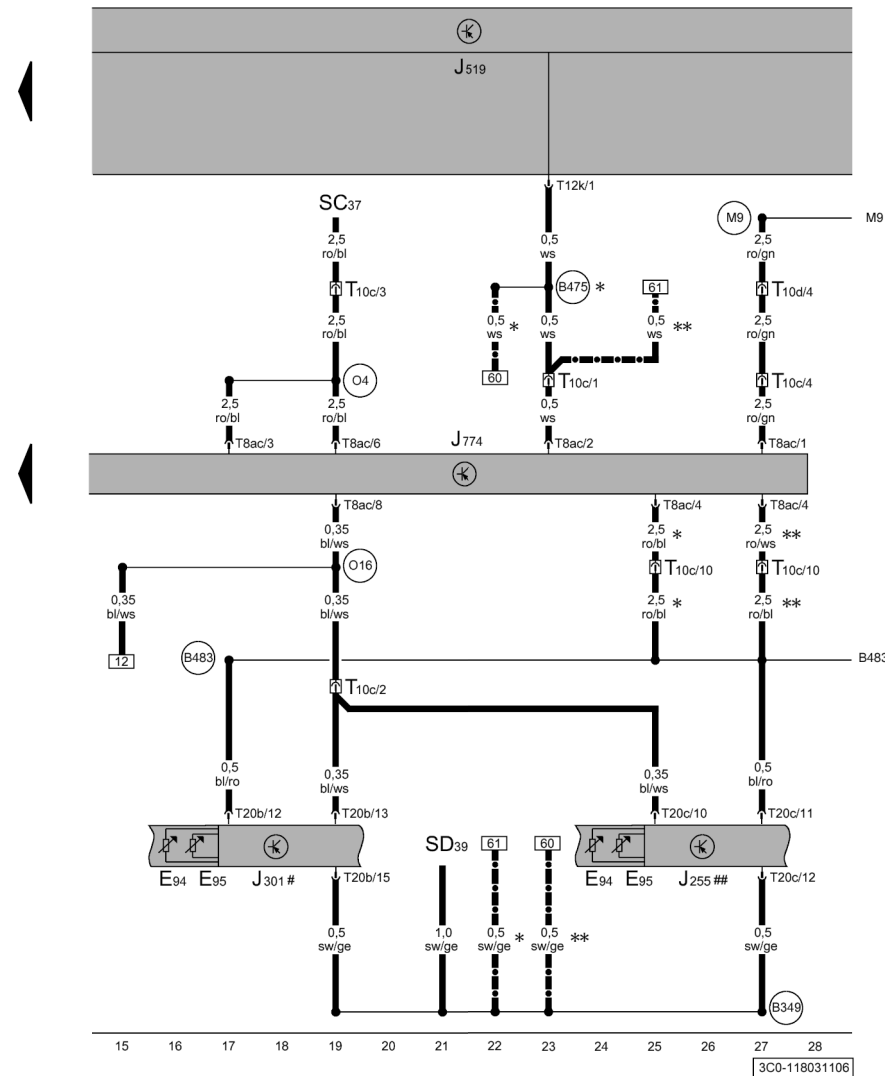 J519
T12k/1
SC37
M9
M9
2,5
ro/bl
0,5
ws
2,5
ro/gn
T10c/3
B475 *
61
T10d/4
2,5
ro/bl
0,5
ws
*
0,5
ws
0,5
ws
**
2,5
ro/gn
O4
60
T10c/1
T10c/4
2,5
ro/bl
2,5
ro/bl
0,5
ws
2,5
ro/gn
T8ac/3
T8ac/6
J774
T8ac/2
T8ac/1
T8ac/8
T8ac/4
T8ac/4
0,35
bl/ws
2,5
ro/bl
*
2,5
ro/ws
**
O16
T10c/10
T10c/10
0,35
bl/ws
0,35
bl/ws
2,5
ro/bl
*
2,5
ro/bl
**
12
B483
B483
T10c/2
0,5
bl/ro
0,35
bl/ws
0,35
bl/ws
0,5
bl/ro
T20b/12
T20b/13
T20c/10
T20c/11
SD39
61
60
E94
E95
J301 #
T20b/15
E94
E95
J255 ##
T20c/12
0,5
sw/ge
1,0
sw/ge
0,5
sw/ge
*
0,5
sw/ge
**
0,5
sw/ge
B349
15 16 17 18 19 20 21 22 23 24 25 26 27 28
3C0-118031106